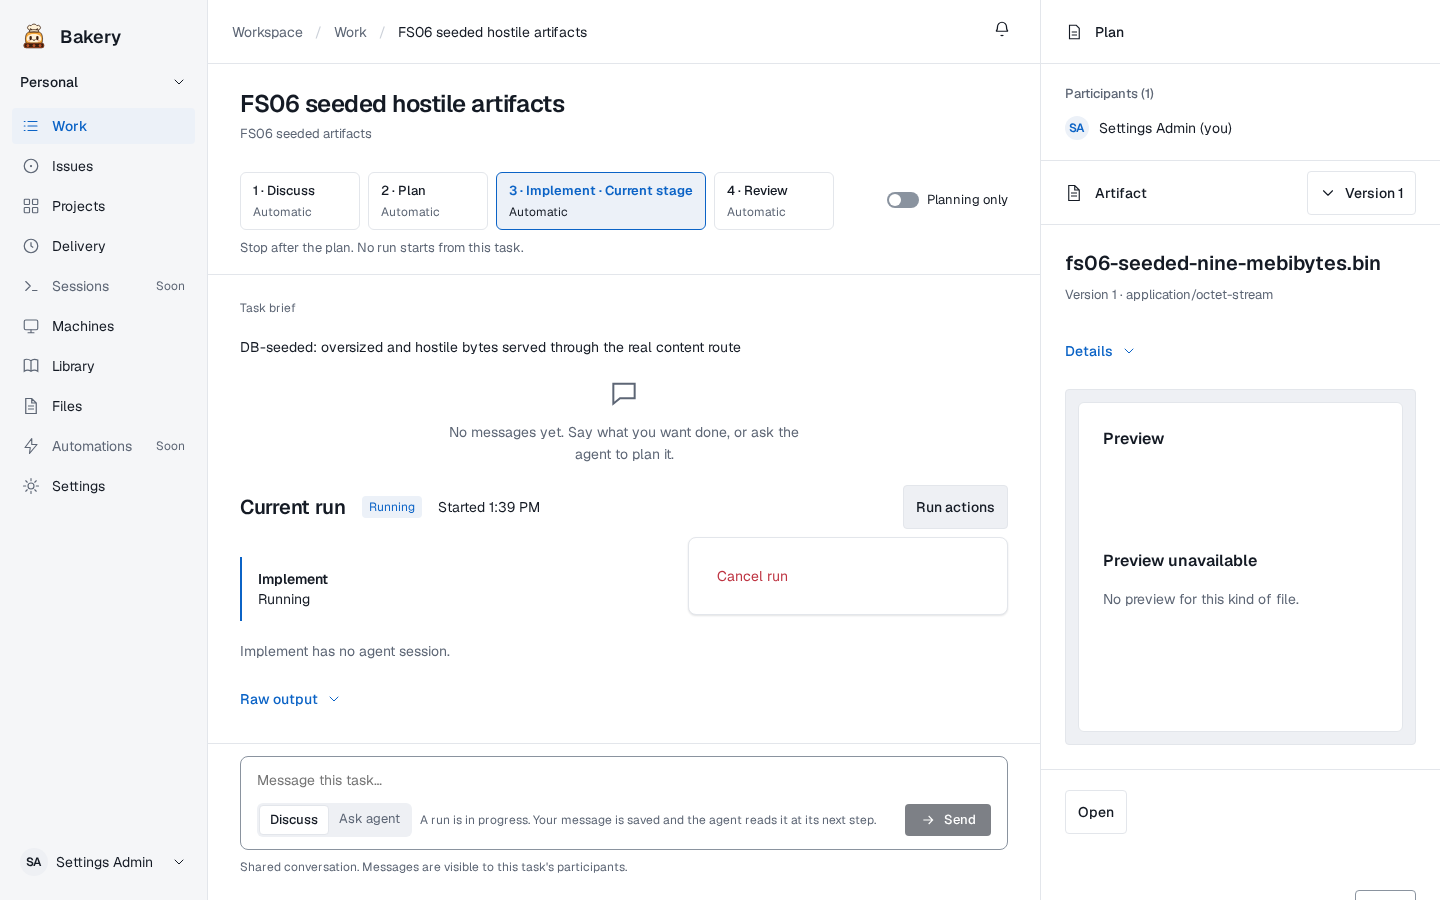 Bakery
Personal
Work
Issues
Projects
Delivery
Sessions Soon
Machines
Library
Files
Automations Soon
Settings
SA Settings Admin
Workspace / Work / FS06 seeded hostile artifacts
FS06 seeded hostile artifacts
FS06 seeded artifacts
1 · Discuss
Automatic
2 · Plan
Automatic
3 · Implement · Current stage
Automatic
4 · Review
Automatic
Planning only
Stop after the plan. No run starts from this task.
Task brief
DB-seeded: oversized and hostile bytes served through the real content route
No messages yet. Say what you want done, or ask the
agent to plan it.
Current run Running Started 1:39 PM Run actions
Cancel run
Implement
Running
Implement has no agent session.
Raw output
Message this task...
Discuss Ask agent A run is in progress. Your message is saved and the agent reads it at its next step. Send
Shared conversation. Messages are visible to this task's participants.
Plan
Participants (1)
SA Settings Admin (you)
Artifact Version 1
fs06-seeded-nine-mebibytes.bin
Version 1 · application/octet-stream
Details
Preview
Preview unavailable
No preview for this kind of file.
Open